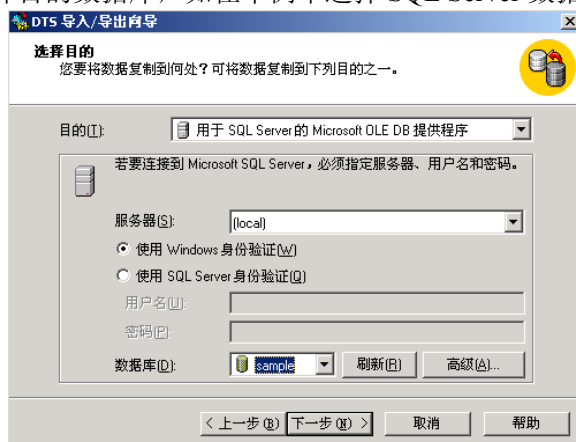 SQL Server
DTS 导入/导出向导
选择目的
您要将数据复制到何处？可将数据复制到下列目的之一。
目的(T):
用于 SQL Server 的 Microsoft OLE DB 提供程序
若要连接到 Microsoft SQL Server，必须指定服务器、用户名和密码。
服务器(S):
(local)
使用 Windows 身份验证(W)
使用 SQL Server 身份验证(Q)
用户名(U):
密码(P):
数据库(D):
sample
刷新(R)
高级(A)...
< 上一步(B)
下一步(N) >
取消
帮助